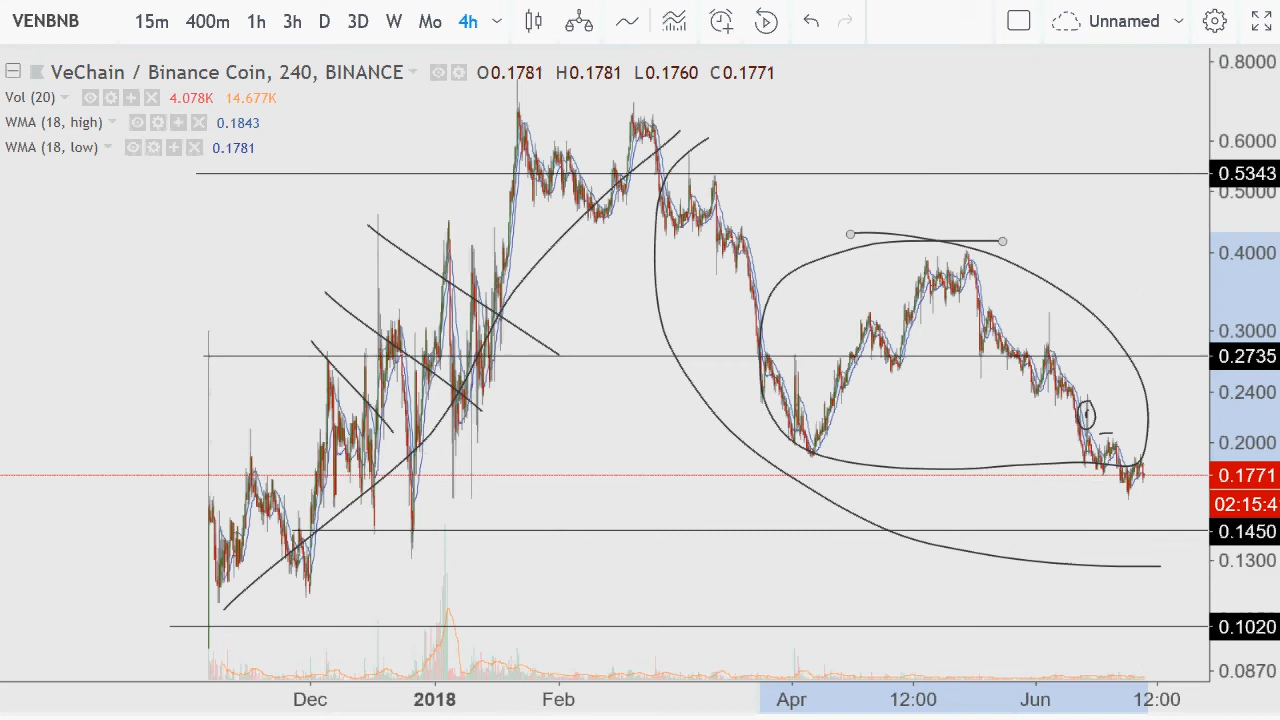 VENBNB 15m 400m 1h 3h D 3D W Mo 4h Unnamed
VeChain / Binance Coin, 240, BINANCE O0.1781 H0.1781 L0.1760 C0.1771
Vol (20) 4.078K 14.677K
WMA (18, high) 0.1843
WMA (18, low) 0.1781
0.8000
0.6000
0.5343
0.5000
0.4000
0.3000
0.2735
0.2400
0.2000
0.1771
02:15:4
0.1450
0.1300
0.1020
0.0870
Dec 2018 Feb Apr 12:00 Jun 12:00